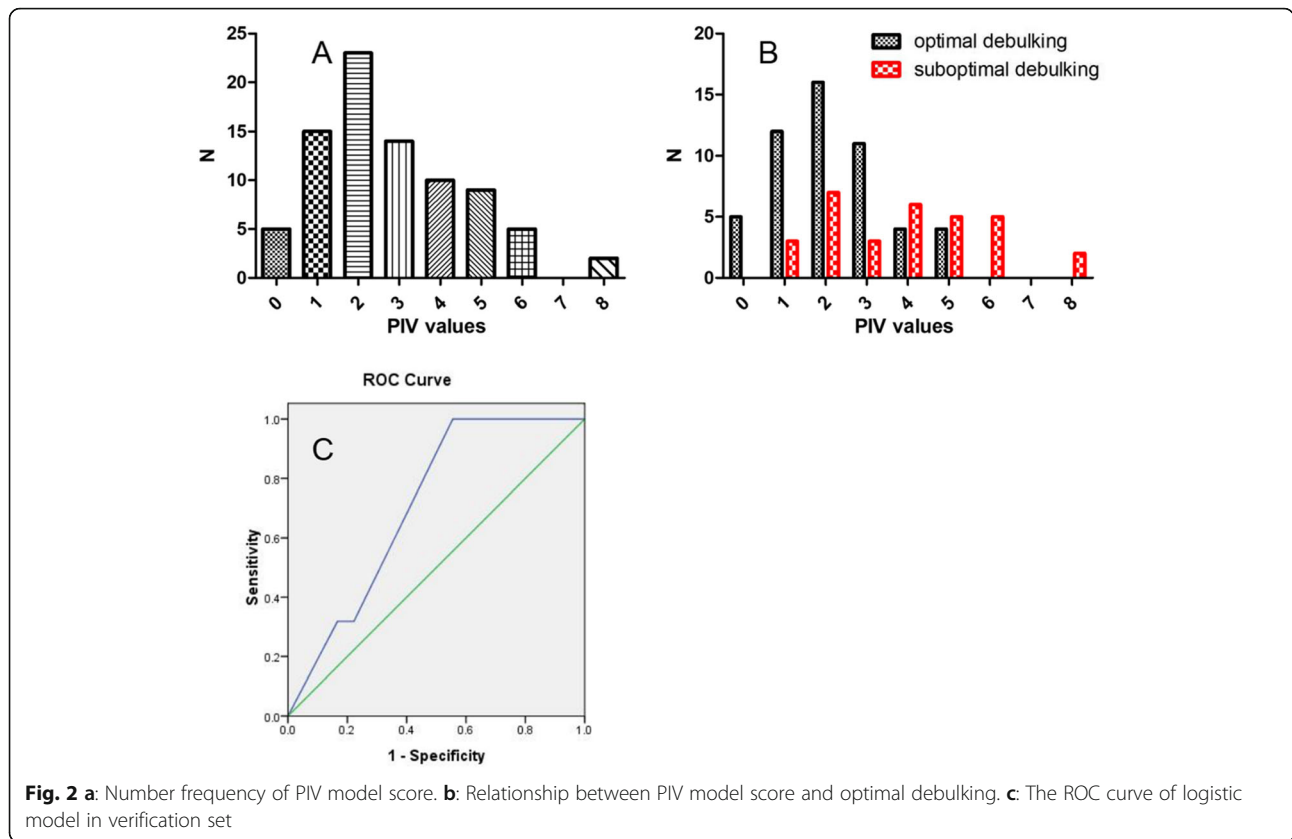 A
25
20
15
10
5
0
N
0 1 2 3 4 5 6 7 8
PIV values
B
20
15
10
5
0
N
optimal debulking
suboptimal debulking
0 1 2 3 4 5 6 7 8
PIV values
ROC Curve
C
1.0
0.8
0.6
0.4
0.2
0.0
Sensitivity
0.0 0.2 0.4 0.6 0.8 1.0
1 - Specificity
Fig. 2 a: Number frequency of PIV model score. b: Relationship between PIV model score and optimal debulking. c: The ROC curve of logistic
model in verification set